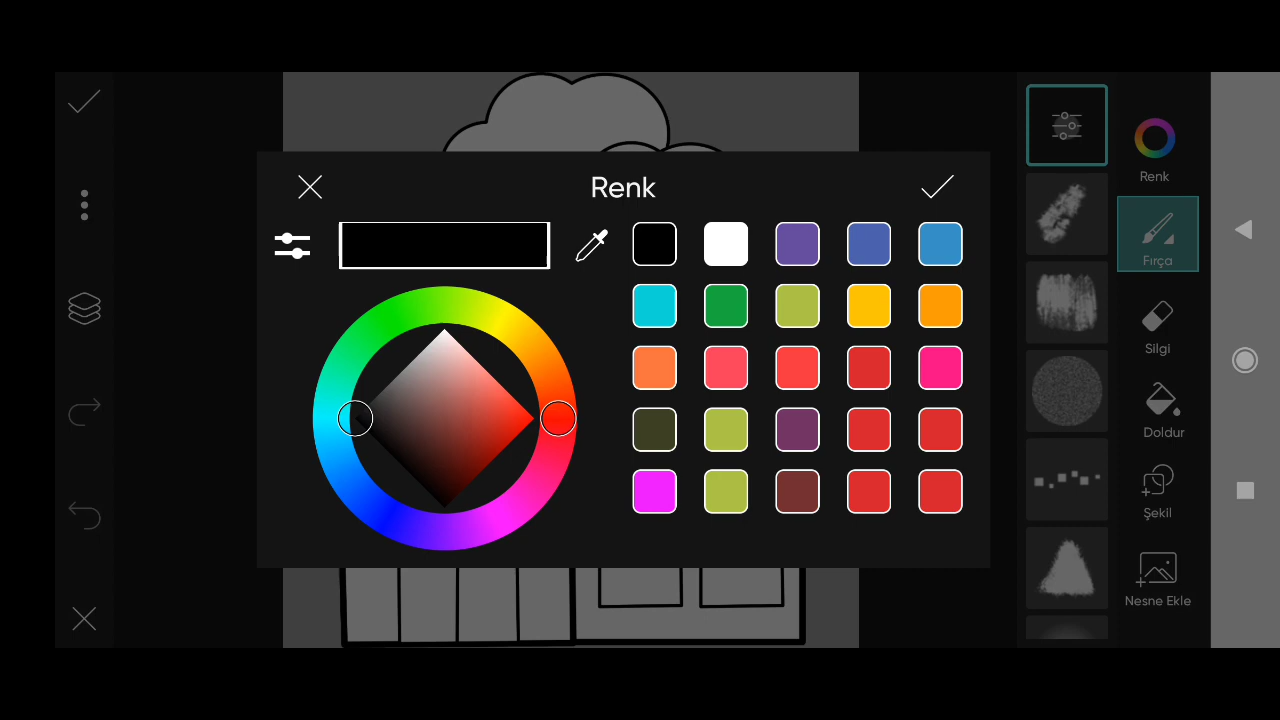 Renk
Renk
Fırça
Silgi
Doldur
Şekil
Nesne Ekle